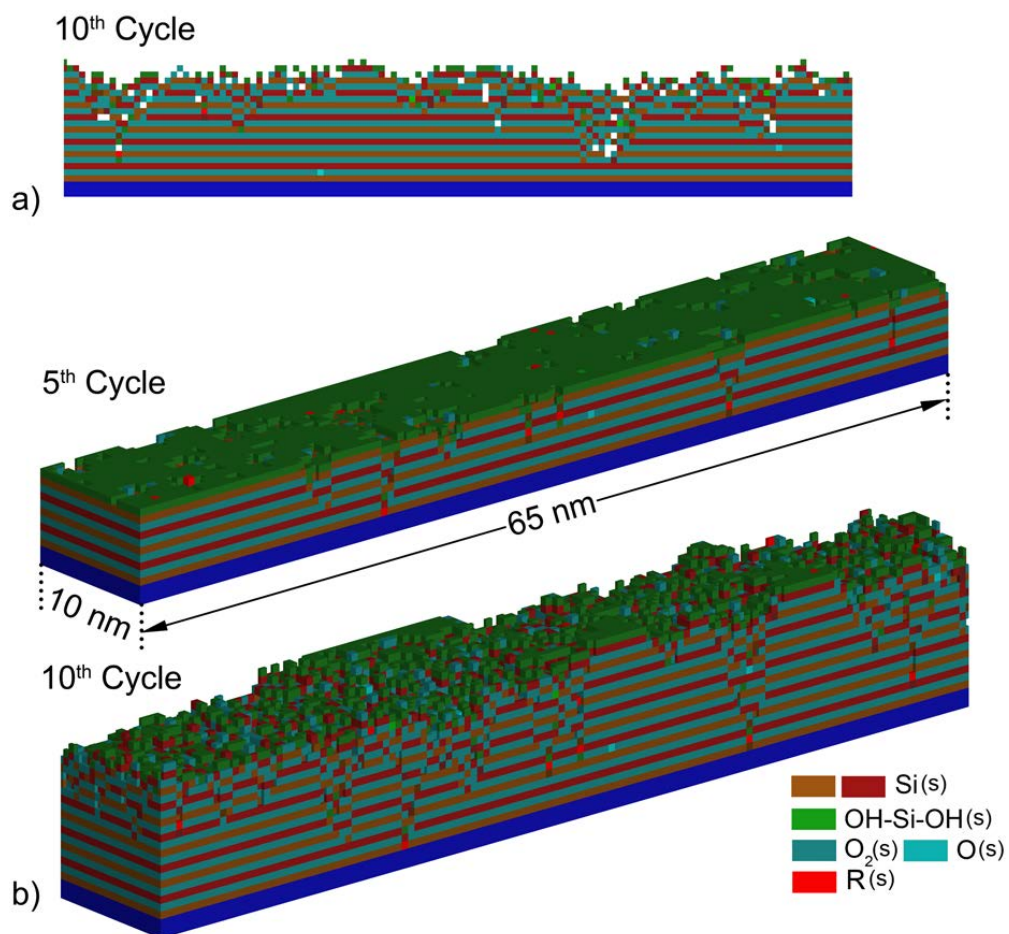 10th Cycle
a)
5th Cycle
65 nm
10 nm
10th Cycle
Si(s)
OH-Si-OH(s)
O2(s) O(s)
R(s)
b)